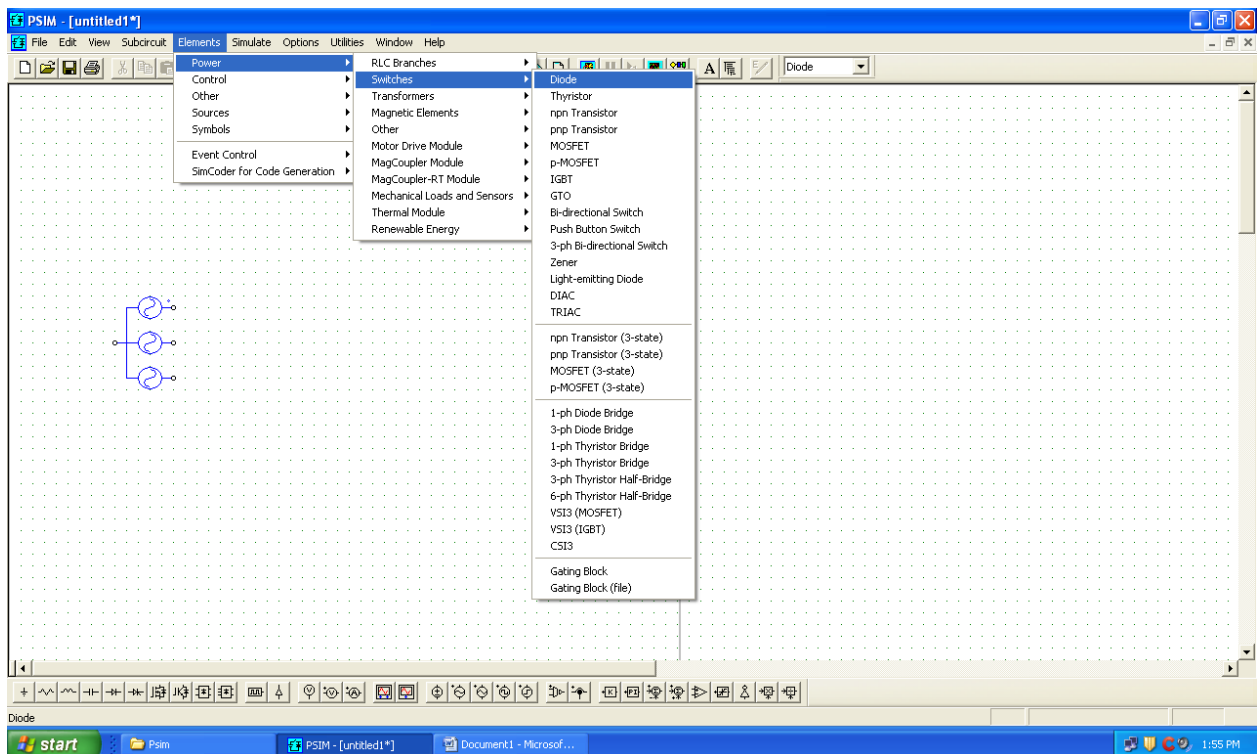 PSIM - [untitled1*]
File Edit View Subcircuit Elements Simulate Options Utilities Window Help
Diode
Power
Control
Other
Sources
Symbols
Event Control
SimCoder for Code Generation
RLC Branches
Switches
Transformers
Magnetic Elements
Other
Motor Drive Module
MagCoupler Module
MagCoupler-RT Module
Mechanical Loads and Sensors
Thermal Module
Renewable Energy
Diode
Thyristor
npn Transistor
pnp Transistor
MOSFET
p-MOSFET
IGBT
GTO
Bi-directional Switch
Push Button Switch
3-ph Bi-directional Switch
Zener
Light-emitting Diode
DIAC
TRIAC
npn Transistor (3-state)
pnp Transistor (3-state)
MOSFET (3-state)
p-MOSFET (3-state)
1-ph Diode Bridge
3-ph Diode Bridge
1-ph Thyristor Bridge
3-ph Thyristor Bridge
3-ph Thyristor Half-Bridge
6-ph Thyristor Half-Bridge
VSI3 (MOSFET)
VSI3 (IGBT)
CSI3
Gating Block
Gating Block (file)
Diode
start Psim PSIM - [untitled1*] Document1 - Microsof... 1:55 PM